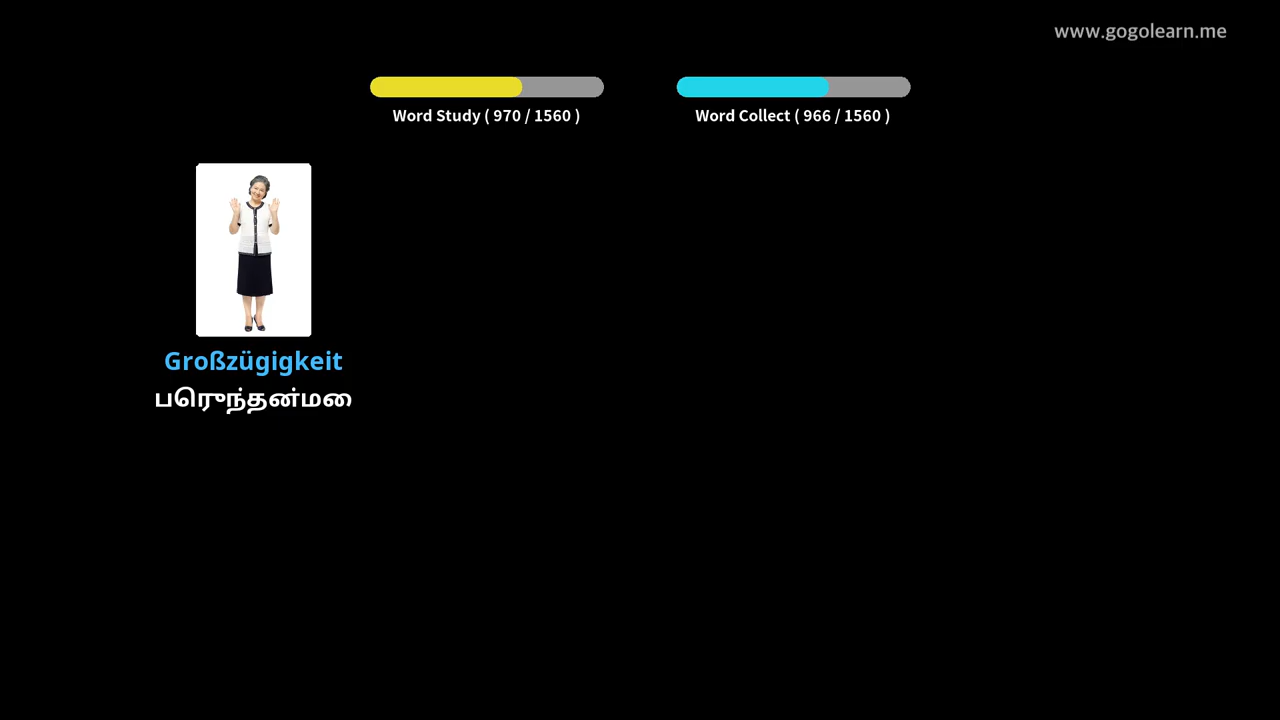 www.gogolearn.me
Word Study ( 970 / 1560 )
Word Collect ( 966 / 1560 )
Großzügigkeit
பெருந்தன்மை